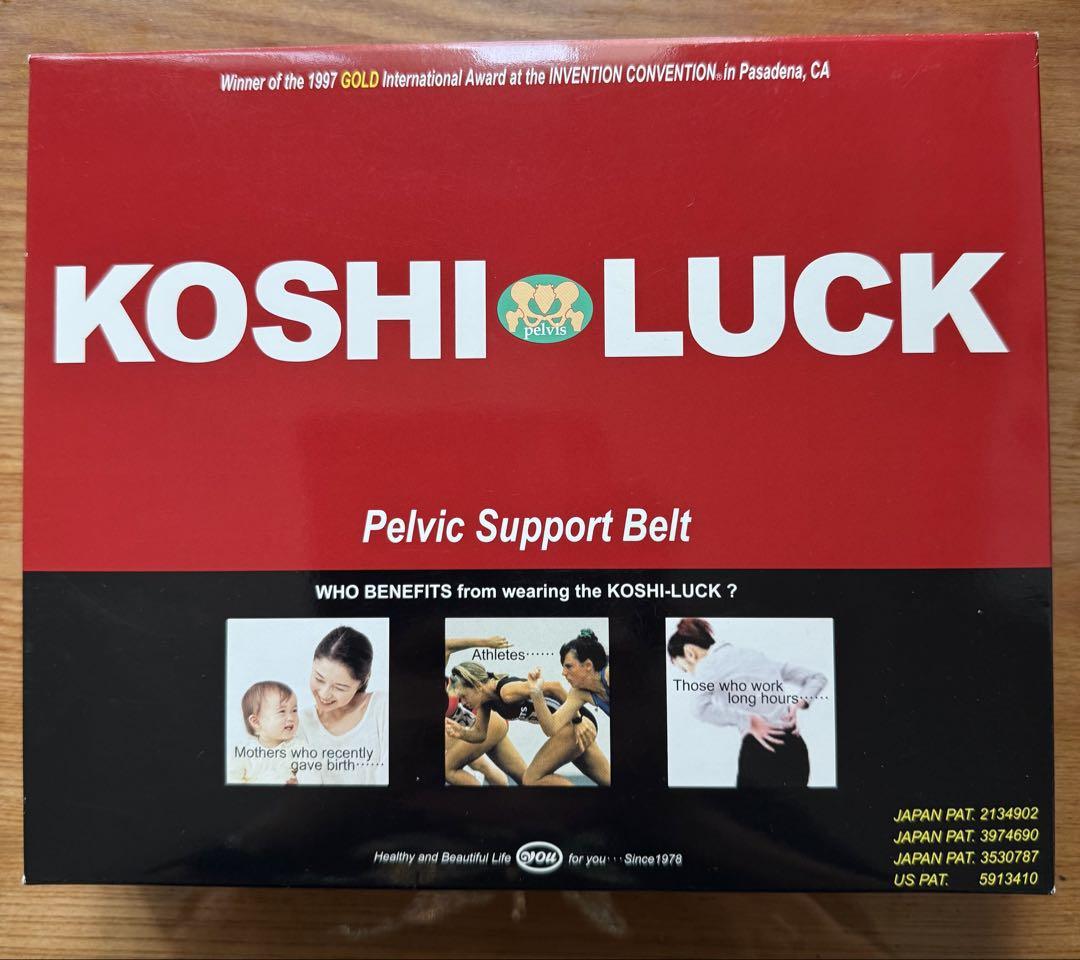 Winner of the 1997 GOLD International Award at the INVENTION CONVENTION® in Pasadena, CA
KOSHI LUCK
pelvis
Pelvic Support Belt
WHO BENEFITS from wearing the KOSHI-LUCK ?
Mothers who recently
gave birth······
Athletes······
Those who work
long hours······
JAPAN PAT. 2134902
JAPAN PAT. 3974690
JAPAN PAT. 3530787
US PAT. 5913410
Healthy and Beautiful Life you for you···Since1978